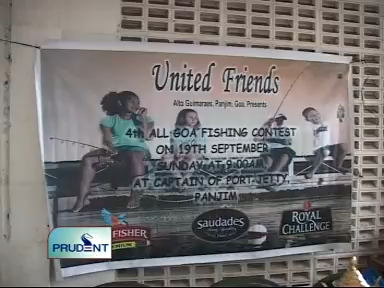 United Friends
Alto Guimaraes, Panjim, Goa, Presents
4th ALL GOA FISHING CONTEST
ON 19TH SEPTEMBER
SUNDAY AT 9:00AM
AT CAPTAIN OF PORT JETTY,
PANJIM
FISHER
saudades
ROYAL
CHALLENGE
PRUDENT